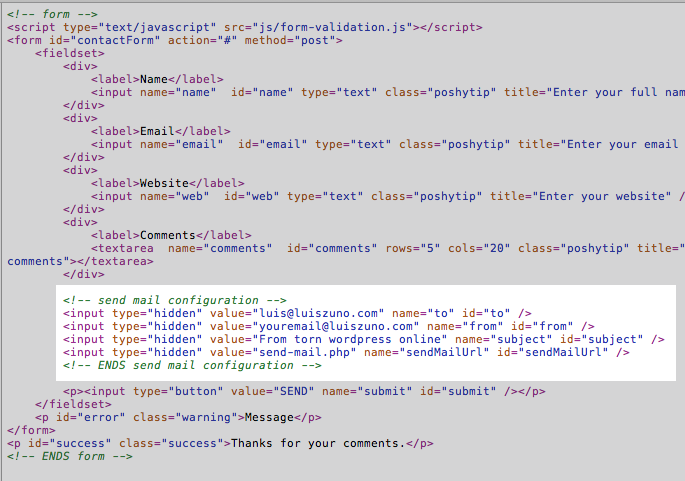 <!-- form -->
<script type="text/javascript" src="js/form-validation.js"></script>
<form id="contactForm" action="#" method="post">
<fieldset>
<div>
<label>Name</label>
<input name="name"  id="name" type="text" class="poshytip" title="Enter your full nam
</div>
<div>
<label>Email</label>
<input name="email"  id="email" type="text" class="poshytip" title="Enter your email
</div>
<div>
<label>Website</label>
<input name="web"  id="web" type="text" class="poshytip" title="Enter your website" /
</div>
<div>
<label>Comments</label>
<textarea  name="comments"  id="comments" rows="5" cols="20" class="poshytip" title="
comments"></textarea>
</div>
<!-- send mail configuration -->
<input type="hidden" value="luis@luiszuno.com" name="to" id="to" />
<input type="hidden" value="youremail@luiszuno.com" name="from" id="from" />
<input type="hidden" value="From torn wordpress online" name="subject" id="subject" />
<input type="hidden" value="send-mail.php" name="sendMailUrl" id="sendMailUrl" />
<!-- ENDS send mail configuration -->
<p><input type="button" value="SEND" name="submit" id="submit" /></p>
</fieldset>
<p id="error" class="warning">Message</p>
</form>
<p id="success" class="success">Thanks for your comments.</p>
<!-- ENDS form -->